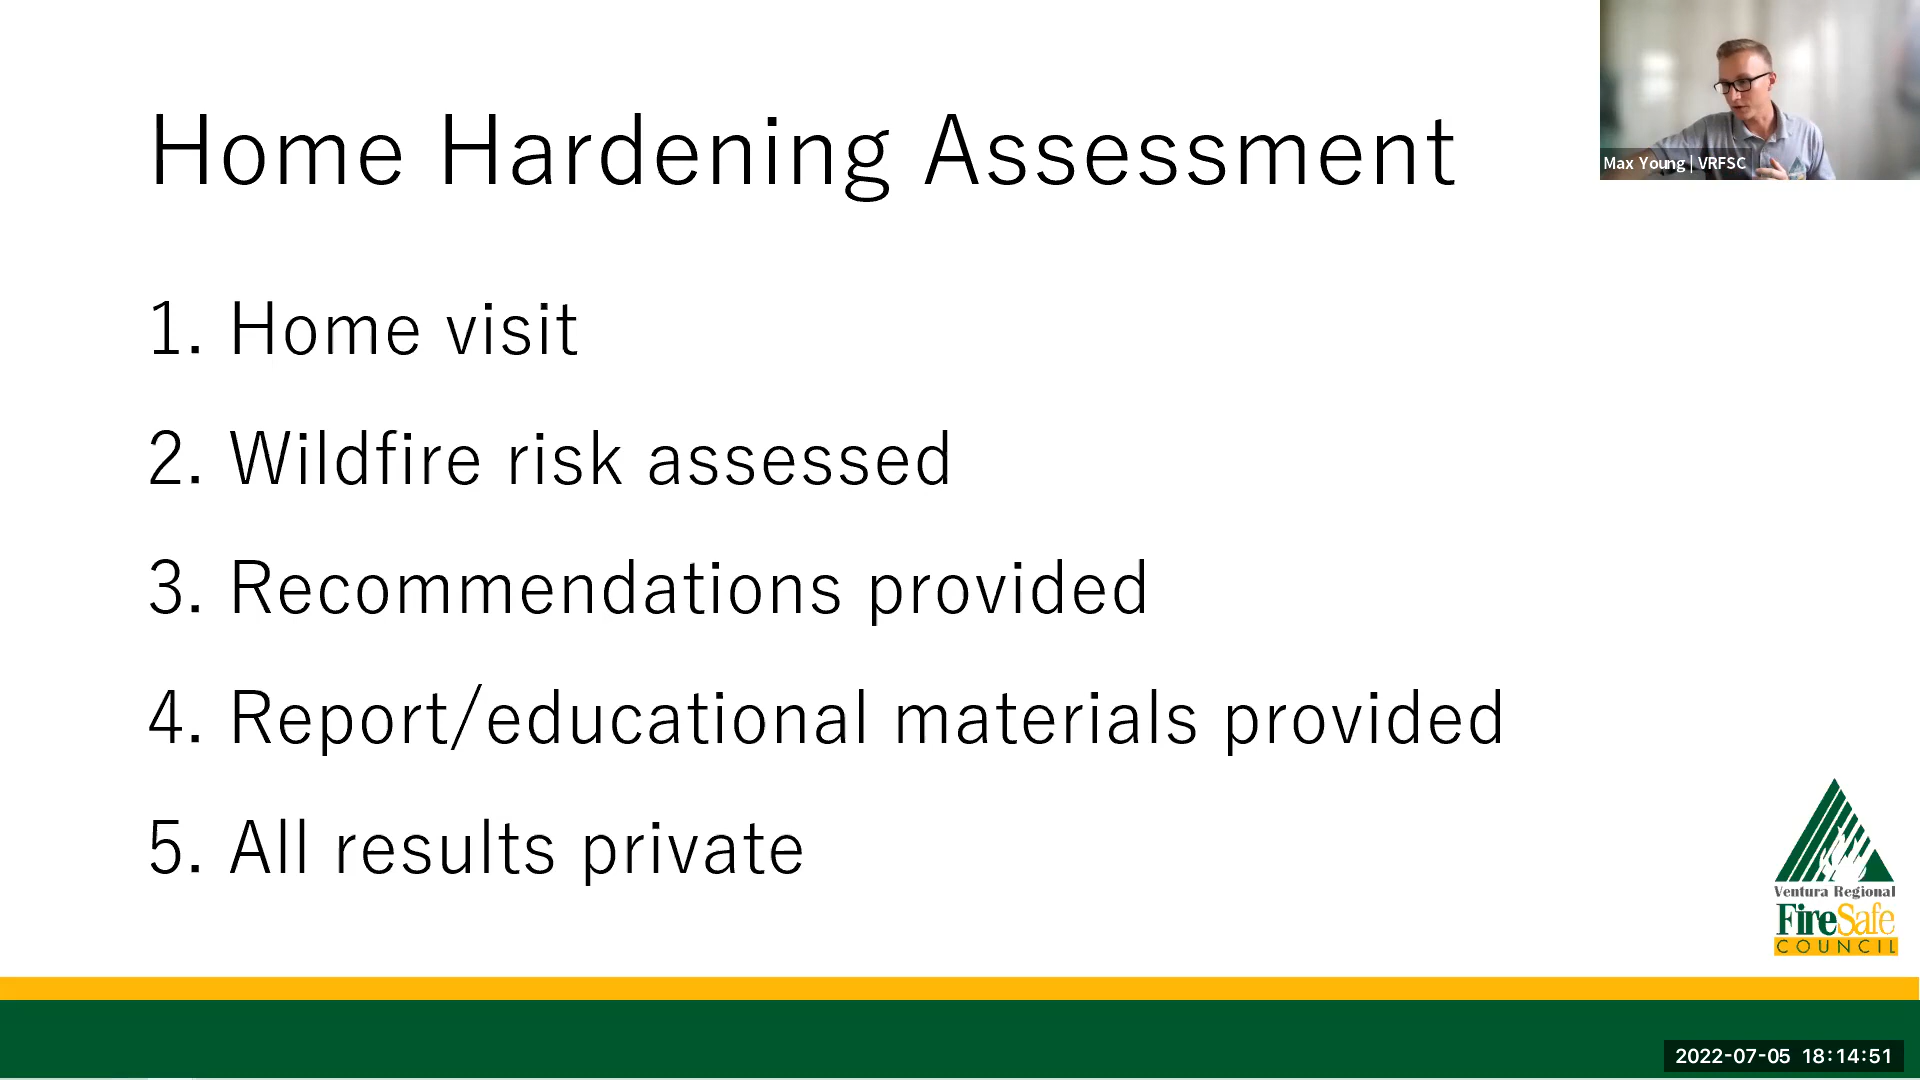 Home Hardening Assessment
Max Young | VRFSC
1. Home visit
2. Wildfire risk assessed
3. Recommendations provided
4. Report/educational materials provided
5. All results private
Ventura Regional
FireSafe
COUNCIL
2022-07-05 18:14:51